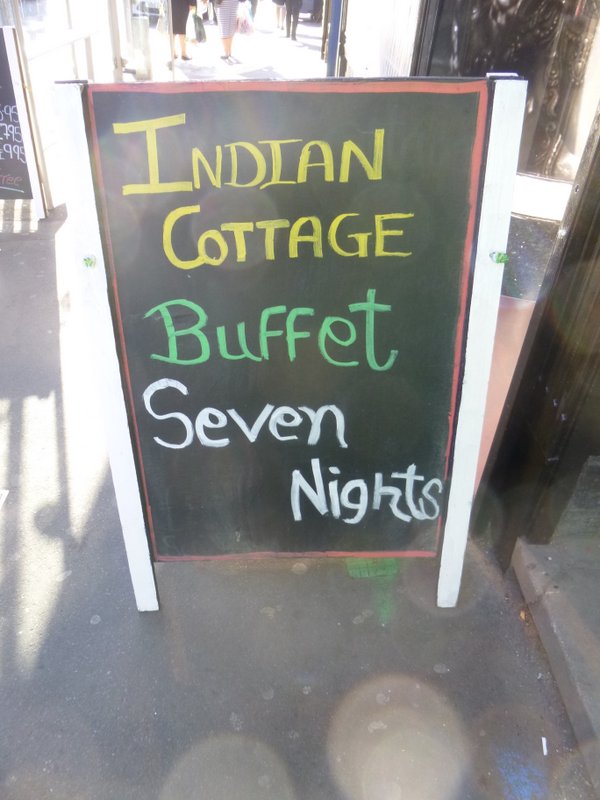 INDIAN
COTTAGE
Buffet
Seven
Nights